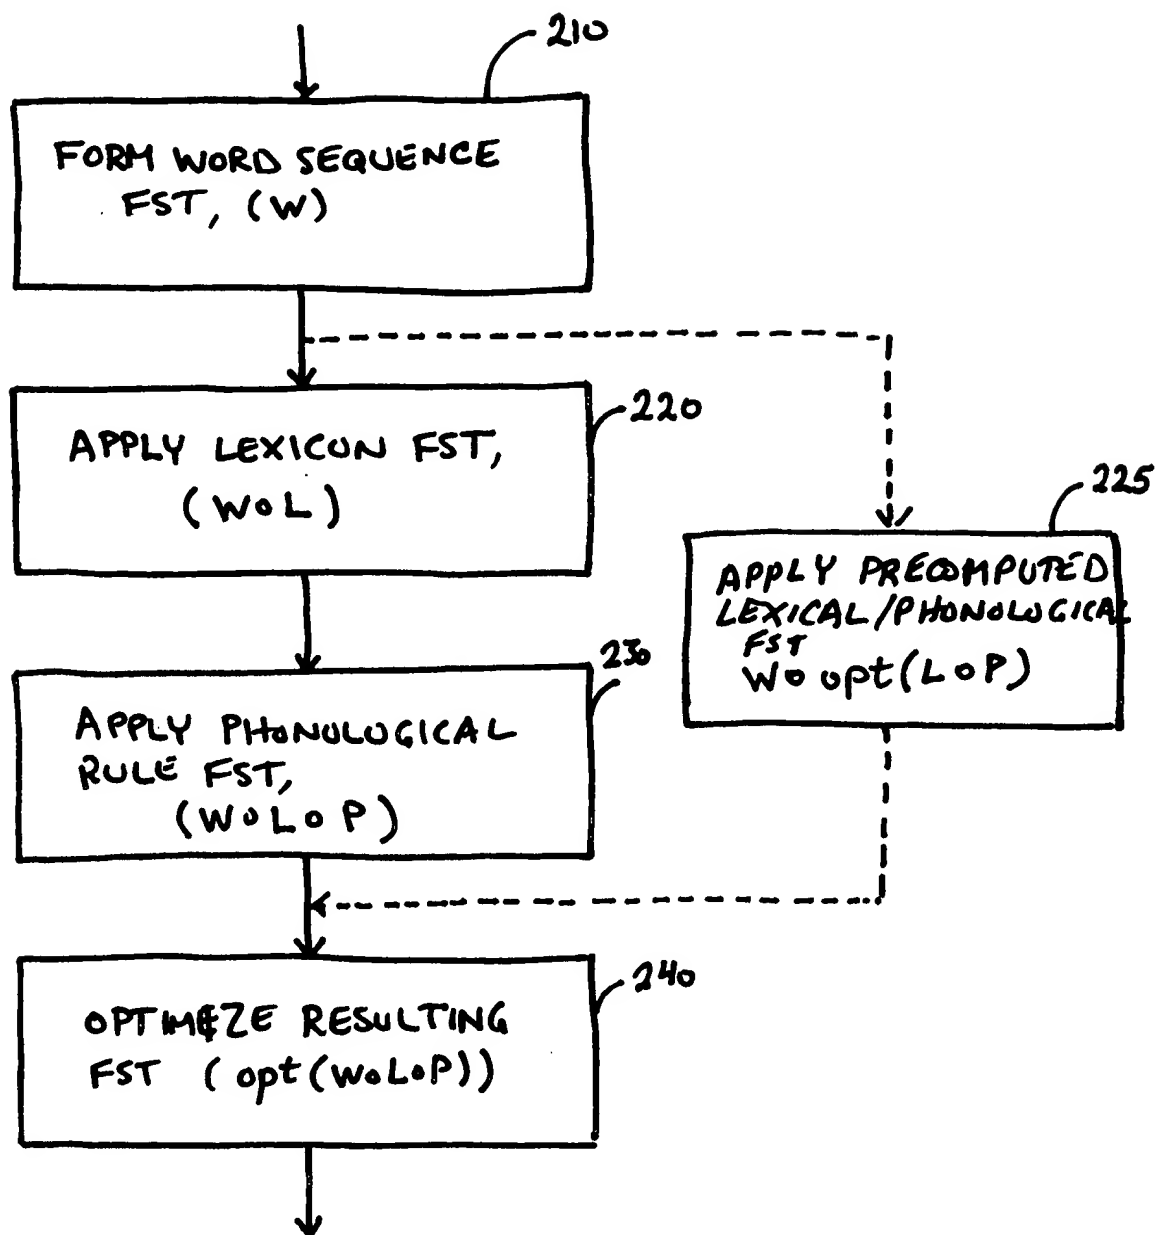 210
FORM WORD SEQUENCE
FST, (W)
220
APPLY LEXICON FST,
(W∘L)
225
APPLY PRECOMPUTED
LEXICAL/PHONOLOGICAL
FST
W∘opt(L∘P)
230
APPLY PHONOLOGICAL
RULE FST,
(W∘L∘P)
240
OPTIMIZE RESULTING
FST (opt(W∘L∘P))